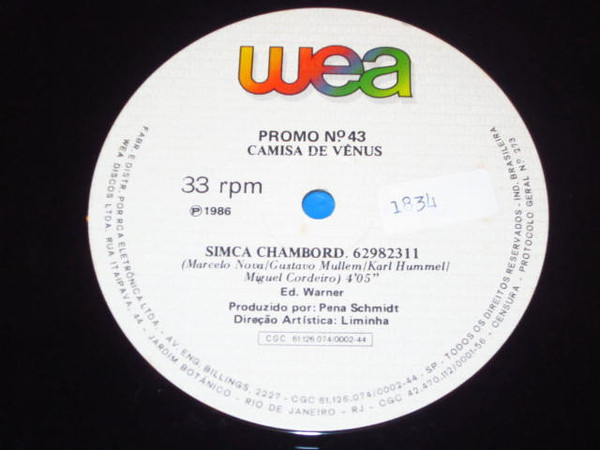 wea
PROMO Nº 43
CAMISA DE VÊNUS
33 rpm
℗ 1986
1834
SIMCA CHAMBORD. 62982311
(Marcelo Nova/Gustavo Mullem/Karl Hummel/
Miguel Cordeiro) 4'05"
Ed. Warner
Produzido por: Pena Schmidt
Direção Artística: Liminha
CGC 61.126.074/0002-44
FABR. E DISTR. POR RCA ELETRÔNICA LTDA. - AV. ENG. BILLINGS, 2227 - CGC 61.126.074/0002-44 - SP - TODOS OS DIREITOS RESERVADOS - IND. BRASILEIRA
WEA DISCOS LTDA. RUA ITAIPAVA, 44 - JARDIM BOTÂNICO - RIO DE JANEIRO - RJ - CGC 42.470.112/0001-56 - CENSURA - PROTOCOLO GERAL Nº 273